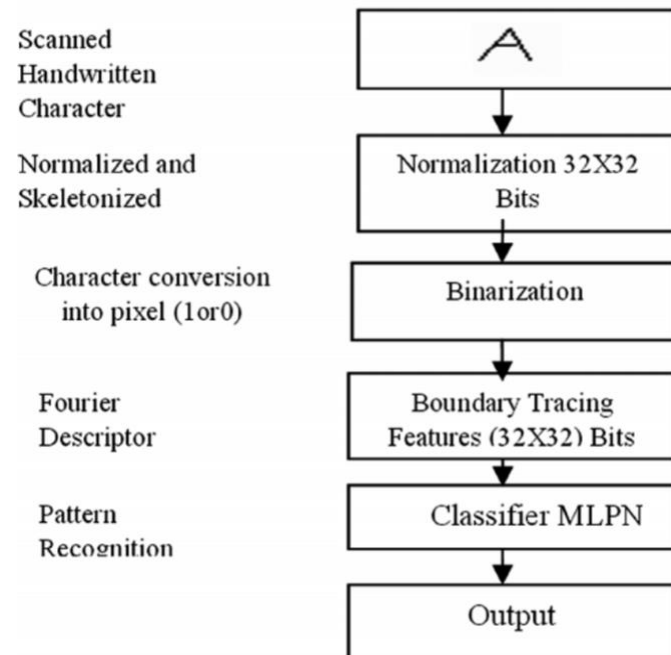 Scanned
Handwritten
Character
A
Normalized and
Skeletonized
Normalization 32X32
Bits
Character conversion
into pixel (1or0)
Binarization
Fourier
Descriptor
Boundary Tracing
Features (32X32) Bits
Pattern
Recognition
Classifier MLPN
Output